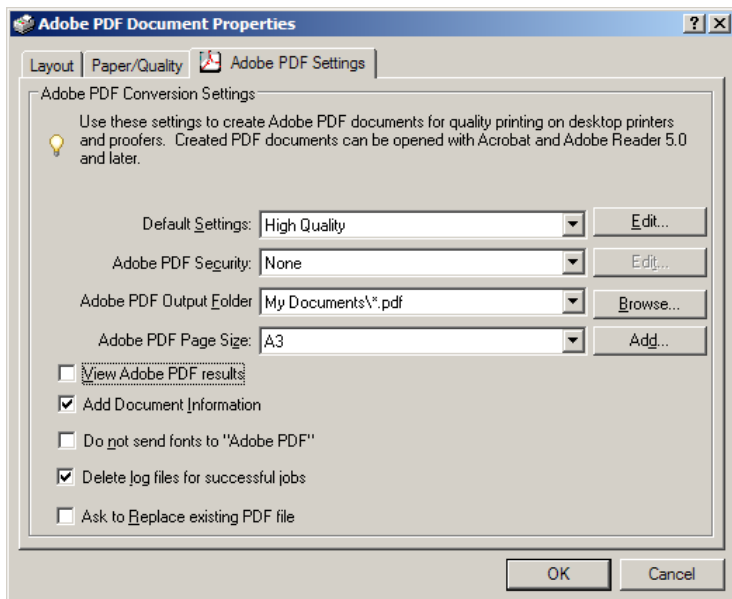 Adobe PDF Document Properties
Layout Paper/Quality Adobe PDF Settings
Adobe PDF Conversion Settings
Use these settings to create Adobe PDF documents for quality printing on desktop printers
and proofers. Created PDF documents can be opened with Acrobat and Adobe Reader 5.0
and later.
Default Settings: High Quality Edit...
Adobe PDF Security: None Edit...
Adobe PDF Output Folder My Documents\*.pdf Browse...
Adobe PDF Page Size: A3 Add...
View Adobe PDF results
Add Document Information
Do not send fonts to "Adobe PDF"
Delete log files for successful jobs
Ask to Replace existing PDF file
OK Cancel